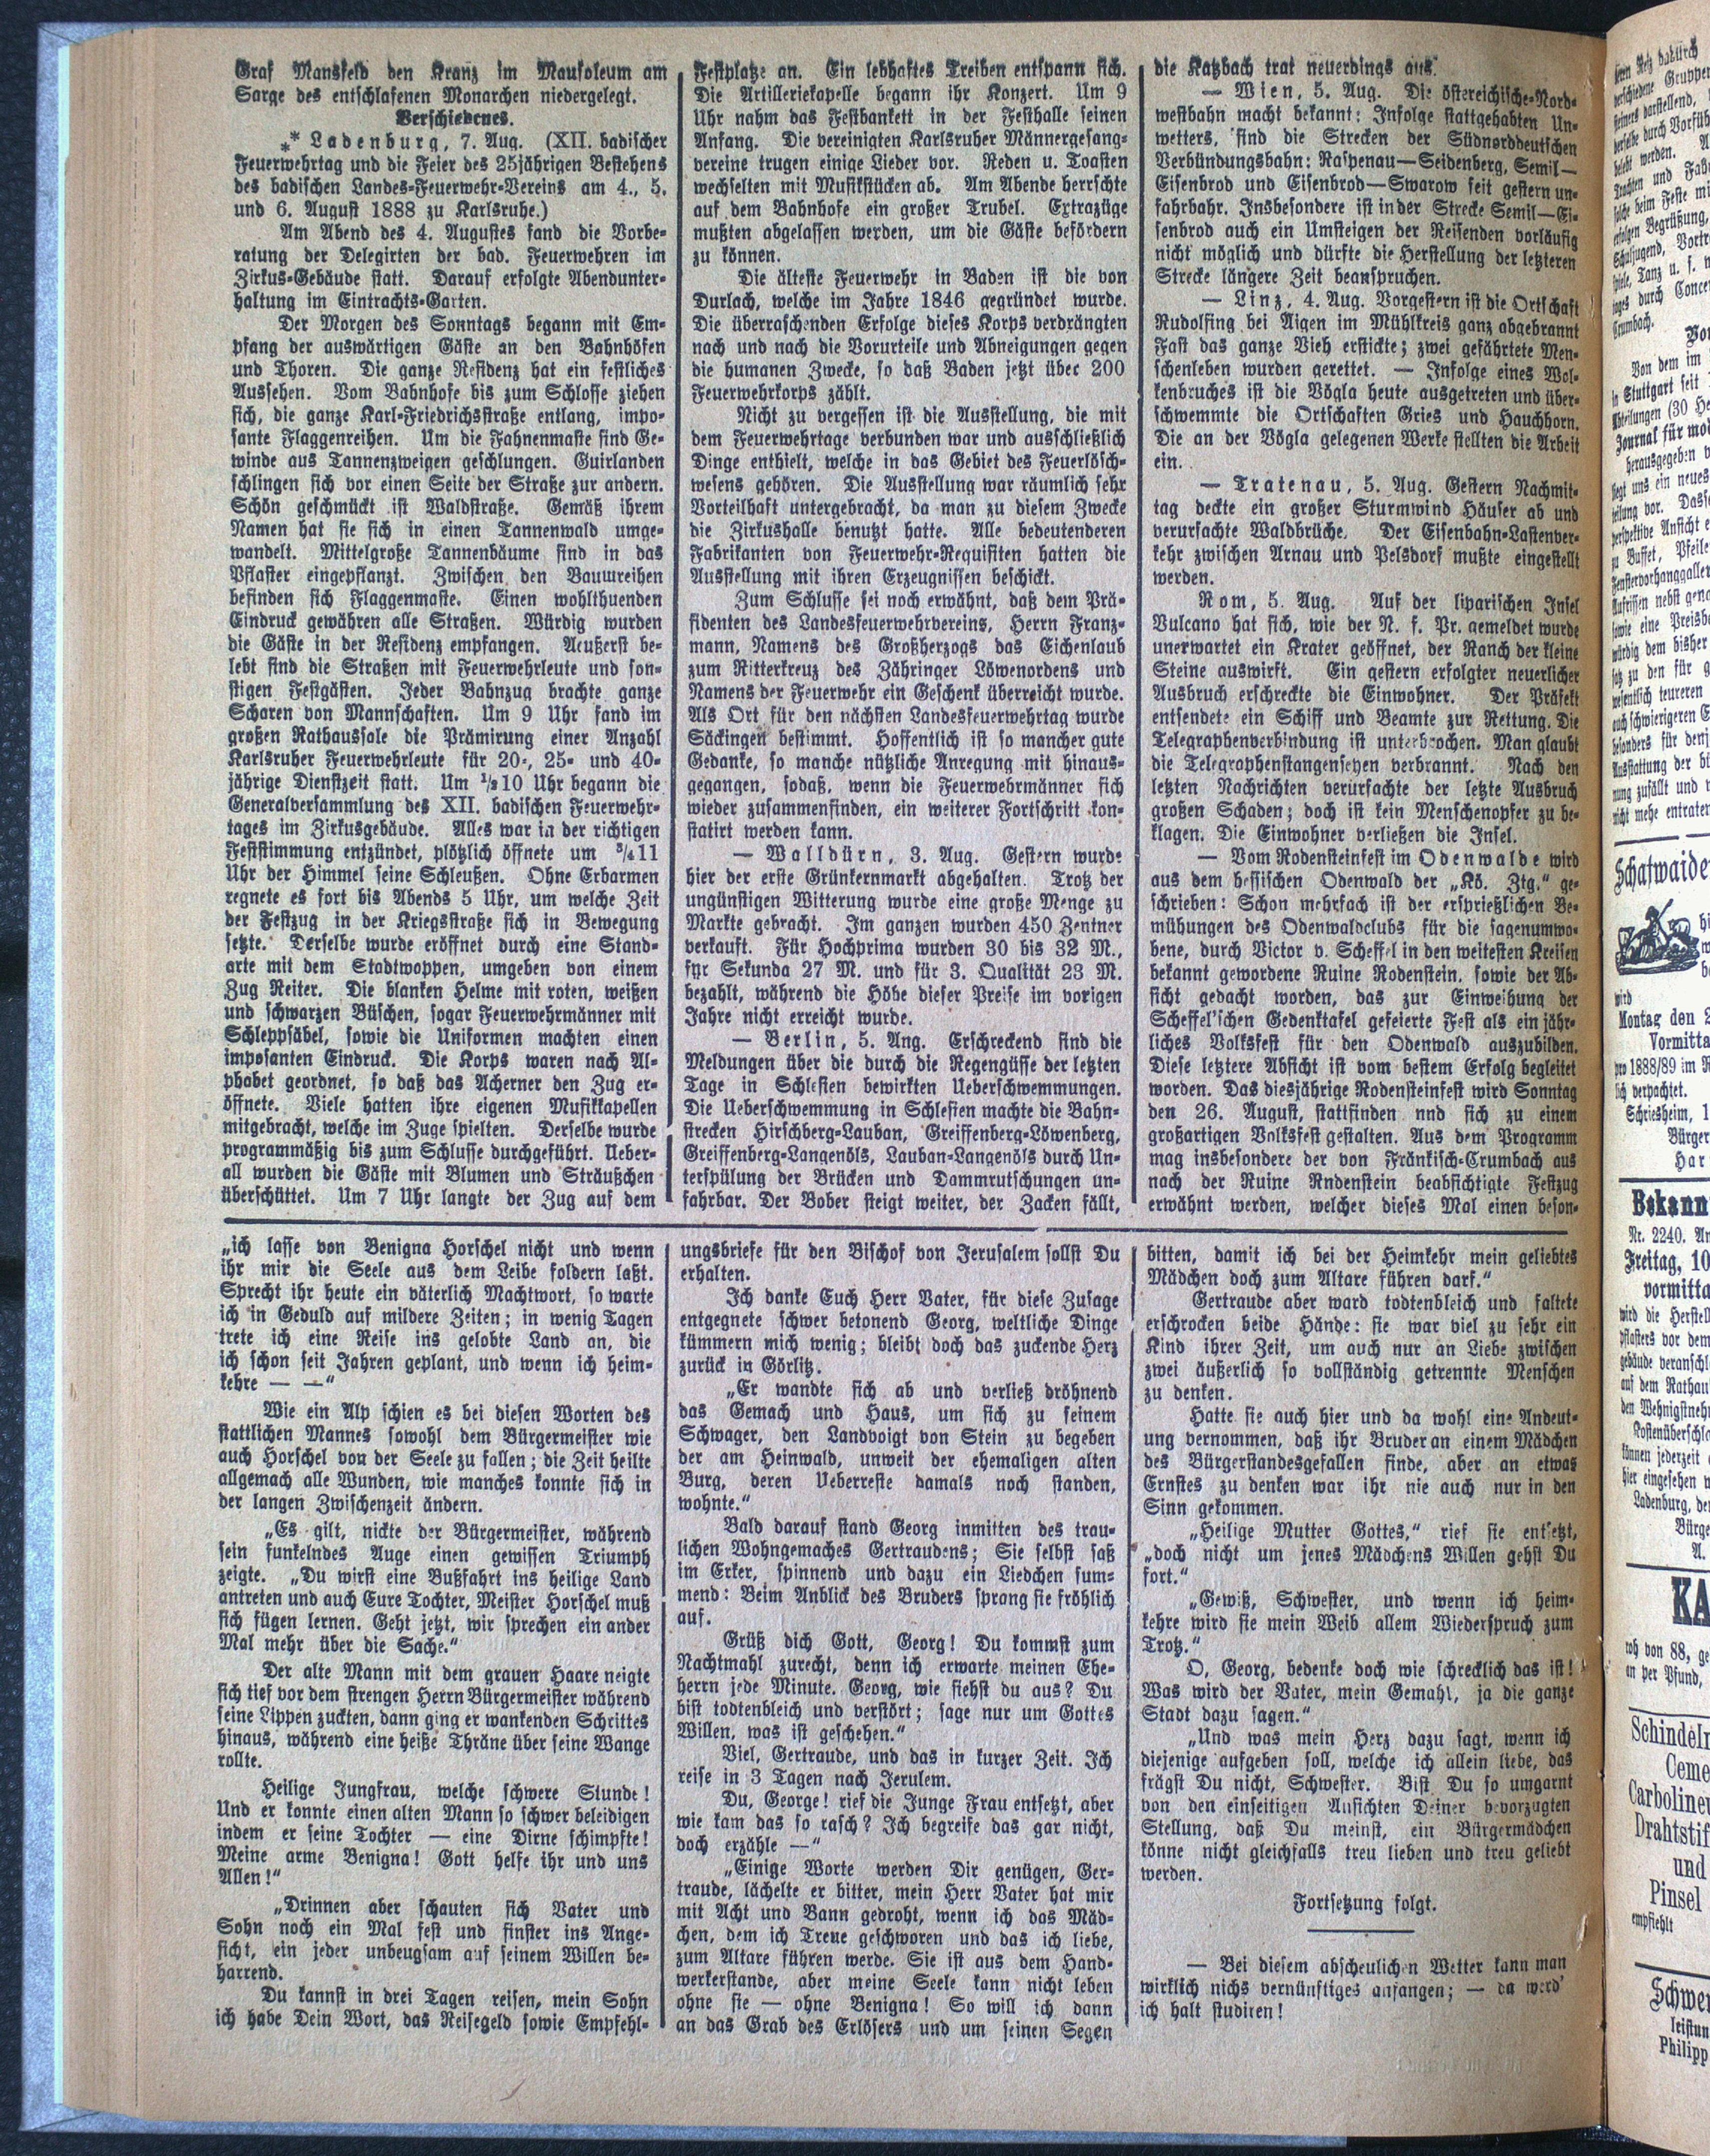 Graf Mansfeld den Kranz im Mausoleum am
Sarge des entschlafenen Monarchen niedergelegt.
Verschiedenes.
*** Ladenburg, 7. Aug. (XII. badischer
Feuerwehrtag und die Feier des 25jährigen Bestehens
des badischen Landes-Feuerwehr-Vereins am 4., 5.
und 6. August 1888 zu Karlsruhe.)
Am Abend des 4. Augustes fand die Vorbe-
ratung der Delegirten der bad. Feuerwehren im
Zirkus-Gebäude statt. Darauf erfolgte Abendunter-
haltung im Eintrachts-Garten.
Der Morgen des Sonntags begann mit Em-
pfang der auswärtigen Gäste an den Bahnhöfen
und Thoren. Die ganze Residenz hat ein festliches
Aussehen. Vom Bahnhofe bis zum Schlosse ziehen
sich, die ganze Karl-Friedrichsstraße entlang, impo-
sante Flaggenreihen. Um die Fahnenmaste sind Ge-
winde aus Tannenzweigen geschlungen. Guirlanden
schlingen sich vor einen Seite der Straße zur andern.
Schön geschmückt ist Waldstraße. Gemäß ihrem
Namen hat sie sich in einen Tannenwald umge-
wandelt. Mittelgroße Tannenbäume sind in das
Pflaster eingepflanzt. Zwischen den Baumreihen
befinden sich Flaggenmaste. Einen wohlthuenden
Eindruck gewähren alle Straßen. Würdig wurden
die Gäste in der Residenz empfangen. Aeußerst be-
lebt sind die Straßen mit Feuerwehrleute und son-
stigen Festgästen. Jeder Bahnzug brachte ganze
Scharen von Mannschaften. Um 9 Uhr fand im
großen Rathaussale die Prämirung einer Anzahl
Karlsruher Feuerwehrleute für 20-, 25- und 40-
jährige Dienstzeit statt. Um ½10 Uhr begann die
Generalversammlung des XII. badischen Feuerwehr-
tages im Zirkusgebäude. Alles war in der richtigen
Feststimmung entzündet, plötzlich öffnete um ¾11
Uhr der Himmel seine Schleußen. Ohne Erbarmen
regnete es fort bis Abends 5 Uhr, um welche Zeit
der Festzug in der Kriegsstraße sich in Bewegung
setzte. Derselbe wurde eröffnet durch eine Stand-
arte mit dem Stadtwappen, umgeben von einem
Zug Reiter. Die blanken Helme mit roten, weißen
und schwarzen Büschen, sogar Feuerwehrmänner mit
Schleppsäbel, sowie die Uniformen machten einen
imposanten Eindruck. Die Korps waren nach Al-
phabet geordnet, so daß das Acherner den Zug er-
öffnete. Viele hatten ihre eigenen Musikkapellen
mitgebracht, welche im Zuge spielten. Derselbe wurde
programmäßig bis zum Schlusse durchgeführt. Ueber-
all wurden die Gäste mit Blumen und Sträußchen
überschüttet. Um 7 Uhr langte der Zug auf dem
Festplatze an. Ein lebhaftes Treiben entspann sich.
Die Artilleriekapelle begann ihr Konzert. Um 9
Uhr nahm das Festbankett in der Festhalle seinen
Anfang. Die vereinigten Karlsruher Männergesang-
vereine trugen einige Lieder vor. Reden u. Toasten
wechselten mit Musikstücken ab. Am Abende herrschte
auf dem Bahnhofe ein großer Trubel. Extrazüge
mußten abgelassen werden, um die Gäste befördern
zu können.
Die älteste Feuerwehr in Baden ist die von
Durlach, welche im Jahre 1846 gegründet wurde.
Die überraschenden Erfolge dieses Korps verdrängten
nach und nach die Vorurteile und Abneigungen gegen
die humanen Zwecke, so daß Baden jetzt über 200
Feuerwehrkorps zählt.
Nicht zu vergessen ist die Ausstellung, die mit
dem Feuerwehrtage verbunden war und ausschließlich
Dinge enthielt, welche in das Gebiet des Feuerlösch-
wesens gehören. Die Ausstellung war räumlich sehr
Vorteilhaft untergebracht, da man zu diesem Zwecke
die Zirkushalle benutzt hatte. Alle bedeutenderen
Fabrikanten von Feuerwehr-Requisiten hatten die
Ausstellung mit ihren Erzeugnissen beschickt.
Zum Schlusse sei noch erwähnt, daß dem Prä-
sidenten des Landesfeuerwehrvereins, Herrn Franz-
mann, Namens des Großherzogs das Eichenlaub
zum Ritterkreuz des Zähringer Löwenordens und
Namens der Feuerwehr ein Geschenk überreicht wurde.
Als Ort für den nächsten Landesfeuerwehrtag wurde
Säckingen bestimmt. Hoffentlich ist so mancher gute
Gedanke, so manche nützliche Anregung mit hinaus-
gegangen, sodaß, wenn die Feuerwehrmänner sich
wieder zusammenfinden, ein weiterer Fortschritt kon-
statirt werden kann.
— Walldürn, 3. Aug. Gestern wurde
hier der erste Grünkernmarkt abgehalten. Trotz der
ungünstigen Witterung wurde eine große Menge zu
Markte gebracht. Im ganzen wurden 450 Zentner
verkauft. Für Hochprima wurden 30 bis 32 M.,
für Sekunda 27 M. und für 3. Qualität 23 M.
bezahlt, während die Höhe dieser Preise im vorigen
Jahre nicht erreicht wurde.
— Berlin, 5. Ang. Erschreckend sind die
Meldungen über die durch die Regengüsse der letzten
Tage in Schlesien bewirkten Ueberschwemmungen.
Die Ueberschwemmung in Schlesien machte die Bahn-
strecken Hirschberg-Lauban, Greiffenberg-Löwenberg,
Greiffenberg-Langenöls, Lauban-Langenöls durch Un-
terspülung der Brücken und Dammrutschungen un-
fahrbar. Der Bober steigt weiter, der Zacken fällt,
die Katzbach trat neuerdings aus.
— Wien, 5. Aug. Die östereichische-Nord-
westbahn macht bekannt: Infolge stattgehabten Un-
wetters, sind die Strecken der Südnorddeutschen
Verbündungsbahn: Raspenau—Seidenberg, Semil—
Eisenbrod und Eisenbrod—Swarow seit gestern un-
fahrbahr. Insbesondere ist in der Strecke Semil—Ei-
senbrod auch ein Umsteigen der Reisenden vorläufig
nicht möglich und dürfte die Herstellung der letzteren
Strecke längere Zeit beanspruchen.
— Linz, 4. Aug. Vorgestern ist die Ortschaft
Rudolfing bei Aigen im Mühlkreis ganz abgebrannt
Fast das ganze Vieh erstickte; zwei gefährtete Men-
schenleben wurden gerettet. — Infolge eines Wol-
kenbruches ist die Vögla heute ausgetreten und über-
schwemmte die Ortschaften Gries und Hauchhorn.
Die an der Vögla gelegenen Werke stellten die Arbeit
ein.
— Tratenau, 5. Aug. Gestern Nachmit-
tag deckte ein großer Sturmwind Häuser ab und
verursachte Waldbrüche. Der Eisenbahn-Lastenver-
kehr zwischen Arnau und Pelsdorf mußte eingestellt
werden.
Rom, 5. Aug. Auf der liparischen Insel
Vulcano hat sich, wie der N. f. Pr. gemeldet wurde
unerwartet ein Krater geöffnet, der Ranch der kleine
Steine auswirft. Ein gestern erfolgter neuerlicher
Ausbruch erschreckte die Einwohner. Der Präfekt
entsendete ein Schiff und Beamte zur Rettung. Die
Telegraphenverbindung ist unterbrochen. Man glaubt
die Telegraphenstangenseyen verbrannt. Nach den
letzten Nachrichten verursachte der letzte Ausbruch
großen Schaden; doch ist kein Menschenopfer zu be-
klagen. Die Einwohner verließen die Insel.
— Vom Rodensteinfest im Odenwalde wird
aus dem hessischen Odenwald der „Kö. Ztg.“ ge-
schrieben: Schon mehrfach ist der ersprießlichen Be-
mühungen des Odenwaldclubs für die sagenumwo-
bene, durch Victor v. Scheffel in den weitesten Kreisen
bekannt gewordene Ruine Rodenstein, sowie der Ab-
sicht gedacht worden, das zur Einweihung der
Scheffel'schen Gedenktafel gefeierte Fest als ein jähr-
liches Volksfest für den Odenwald auszubilden.
Diese letztere Absicht ist vom bestem Erfolg begleitet
worden. Das diesjährige Rodensteinfest wird Sonntag
den 26. August, stattfinden nnd sich zu einem
großartigen Volksfest gestalten. Aus dem Programm
mag insbesondere der von Fränkisch-Crumbach aus
nach der Ruine Rndenstein beabsichtigte Festzug
erwähnt werden, welcher dieses Mal einen beson-
„ich lasse von Benigna Horschel nicht und wenn
ihr mir die Seele aus dem Leibe foldern laßt.
Sprecht ihr heute ein väterlich Machtwort, so warte
ich in Geduld auf mildere Zeiten; in wenig Tagen
trete ich eine Reise ins gelobte Land an, die
ich schon seit Jahren geplant, und wenn ich heim-
kehre — —“
Wie ein Alp schien es bei diesen Worten des
stattlichen Mannes sowohl dem Bürgermeister wie
auch Horschel von der Seele zu fallen; die Zeit heilte
allgemach alle Wunden, wie manches konnte sich in
der langen Zwischenzeit ändern.
„Es gilt, nickte der Bürgermeister, während
sein funkelndes Auge einen gewissen Triumph
zeigte. „Du wirst eine Bußfahrt ins heilige Land
antreten und auch Eure Tochter, Meister Horschel muß
sich fügen lernen. Geht jetzt, wir sprechen ein ander
Mal mehr über die Sache.“
Der alte Mann mit dem grauen Haare neigte
sich tief vor dem strengen Herrn Bürgermeister während
seine Lippen zuckten, dann ging er wankenden Schrittes
hinaus, während eine heiße Thräne über seine Wange
rollte.
Heilige Jungfrau, welche schwere Stunde!
Und er konnte einen alten Mann so schwer beleidigen
indem er seine Tochter — eine Dirne schimpfte!
Meine arme Benigna! Gott helfe ihr und uns
Allen!“
„Drinnen aber schauten sich Vater und
Sohn noch ein Mal fest und finster ins Ange-
sicht, ein jeder unbeugsam auf seinem Willen be-
harrend.
Du kannst in drei Tagen reisen, mein Sohn
ich habe Dein Wort, das Reisegeld sowie Empfehl-
ungsbriefe für den Bischof von Jerusalem sollst Du
erhalten.
Ich danke Euch Herr Vater, für diese Zusage
entgegnete schwer betonend Georg, weltliche Dinge
kümmern mich wenig; bleibt doch das zuckende Herz
zurück in Görlitz.
„Er wandte sich ab und verließ dröhnend
das Gemach und Haus, um sich zu seinem
Schwager, den Landvoigt von Stein zu begeben
der am Heinwald, unweit der ehemaligen alten
Burg, deren Ueberreste damals noch standen,
wohnte.“
Bald darauf stand Georg inmitten des trau-
lichen Wohngemaches Gertraudens; Sie selbst saß
im Erker, spinnend und dazu ein Liedchen sum-
mend: Beim Anblick des Bruders sprang sie fröhlich
auf.
Grüß dich Gott, Georg! Du kommst zum
Nachtmahl zurecht, denn ich erwarte meinen Ehe-
herrn jede Minute. Georg, wie siehst du aus? Du
bist todtenbleich und verstört; sage nur um Gottes
Willen, was ist geschehen.“
Viel, Gertraude, und das in kurzer Zeit. Ich
reise in 3 Tagen nach Jerulem.
Du, George! rief die Junge Frau entsetzt, aber
wie kam das so rasch? Ich begreife das gar nicht,
doch erzähle —“
„Einige Worte werden Dir genügen, Ger-
traude, lächelte er bitter, mein Herr Vater hat mir
mit Acht und Bann gedroht, wenn ich das Mäd-
chen, dem ich Treue geschworen und das ich liebe,
zum Altare führen werde. Sie ist aus dem Hand-
werkerstande, aber meine Seele kann nicht leben
ohne sie — ohne Benigna! So will ich dann
an das Grab des Erlösers und um seinen Segen
bitten, damit ich bei der Heimkehr mein geliebtes
Mädchen doch zum Altare führen darf.“
Gertraude aber ward todtenbleich und faltete
erschrocken beide Hände: sie war viel zu sehr ein
Kind ihrer Zeit, um auch nur an Liebe zwischen
zwei äußerlich so vollständig getrennte Menschen
zu denken.
Hatte sie auch hier und da wohl eine Andeut-
ung vernommen, daß ihr Bruder an einem Mädchen
des Bürgerstandesgefallen finde, aber an etwas
Ernstes zu denken war ihr nie auch nur in den
Sinn gekommen.
„Heilige Mutter Gottes,“ rief sie entsetzt,
„doch nicht um jenes Mädchens Willen gehst Du
fort.“
„Gewiß, Schwester, und wenn ich heim-
kehre wird sie mein Weib allem Wiederspruch zum
Trotz.“
O, Georg, bedenke doch wie schrecklich das ist!
Was wird der Vater, mein Gemahl, ja die ganze
Stadt dazu sagen.“
„Und was mein Herz dazu sagt, wenn ich
diejenige aufgeben soll, welche ich allein liebe, das
frägst Du nicht, Schwester. Bist Du so umgarnt
von den einseitigen Ansichten Deiner bevorzugten
Stellung, daß Du meinst, ein Bürgermädchen
könne nicht gleichfalls treu lieben und treu geliebt
werden.
Fortsetzung folgt.
— Bei diesem abscheulichen Wetter kann man
wirklich nichs vernünftiges anfangen; — da werd'
ich halt studiren!
Schatwaide
Montag den
pro 1888/89 im
lich verpachtet.
Schriesheim,
Bürger
Bekann
Nr. 2240.
Freitag, 10
vormitta
auf dem Rathau
hier eingesehen
Ladenburg,
Bürge
KA
von 88,
per Pfund,
Schindeln
Ceme
Carboline
Drahtstif
und
Pinsel
empfiehlt
Philipp